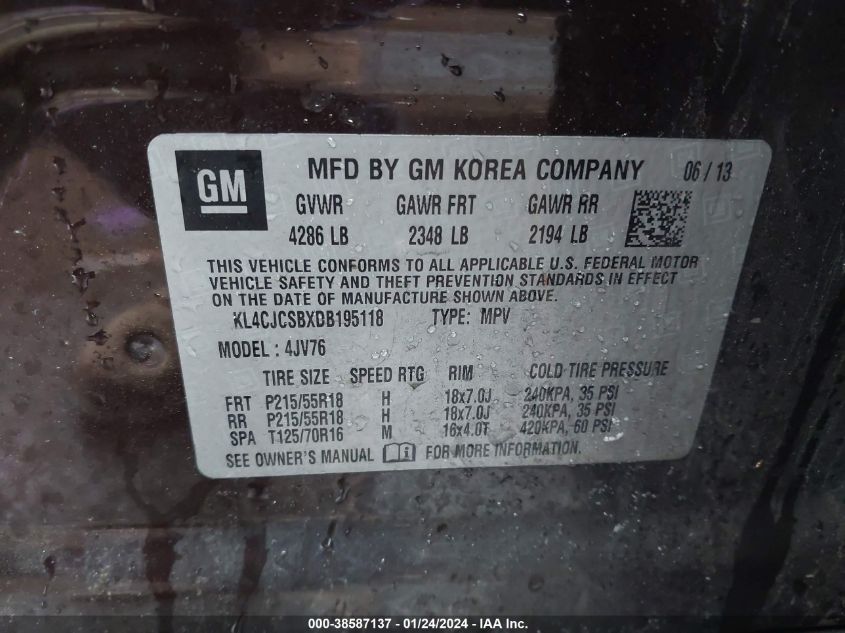 GM MFD BY GM KOREA COMPANY 06/13
GVWR GAWR FRT GAWR RR
4286 LB 2348 LB 2194 LB
THIS VEHICLE CONFORMS TO ALL APPLICABLE U.S. FEDERAL MOTOR
VEHICLE SAFETY AND THEFT PREVENTION STANDARDS IN EFFECT
ON THE DATE OF MANUFACTURE SHOWN ABOVE.
KL4CJCSBXDB195118 TYPE: MPV
MODEL : 4JV76
TIRE SIZE SPEED RTG RIM COLD TIRE PRESSURE
FRT P215/55R18 H 18x7.0J 240KPA, 35 PSI
RR P215/55R18 H 18x7.0J 240KPA, 35 PSI
SPA T125/70R16 M 16x4.0T 420KPA, 60 PSI
SEE OWNER'S MANUAL FOR MORE INFORMATION.
000-38587137 - 01/24/2024 - IAA Inc.